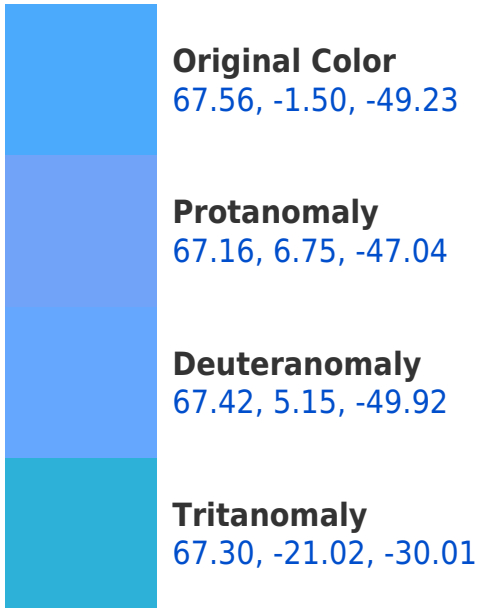 Original Color
67.56, -1.50, -49.23
Protanomaly
67.16, 6.75, -47.04
Deuteranomaly
67.42, 5.15, -49.92
Tritanomaly
67.30, -21.02, -30.01